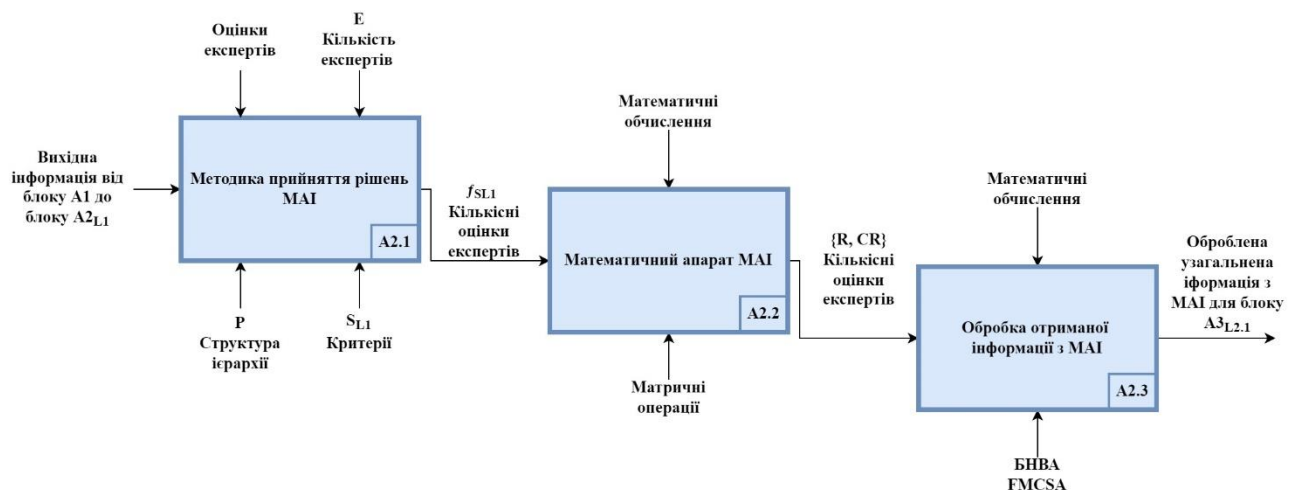 Оцінки
експертів
E
Кількість
експертів
Вихідна
інформація від
блоку A1 до
блоку A2L1
Методика прийняття рішень
МАІ
A2.1
P
Структура
ієрархії
SL1
Критерії
fSL1
Кількісні
оцінки
експертів
Математичні
обчислення
Математичний апарат МАІ
A2.2
Матричні
операції
{R, CR}
Кількісні
оцінки
експертів
Математичні
обчислення
Обробка отриманої
інформації з МАІ
A2.3
БНВА
FMCSA
Оброблена
узагальнена
іформація з
МАІ для блоку
A3L2.1